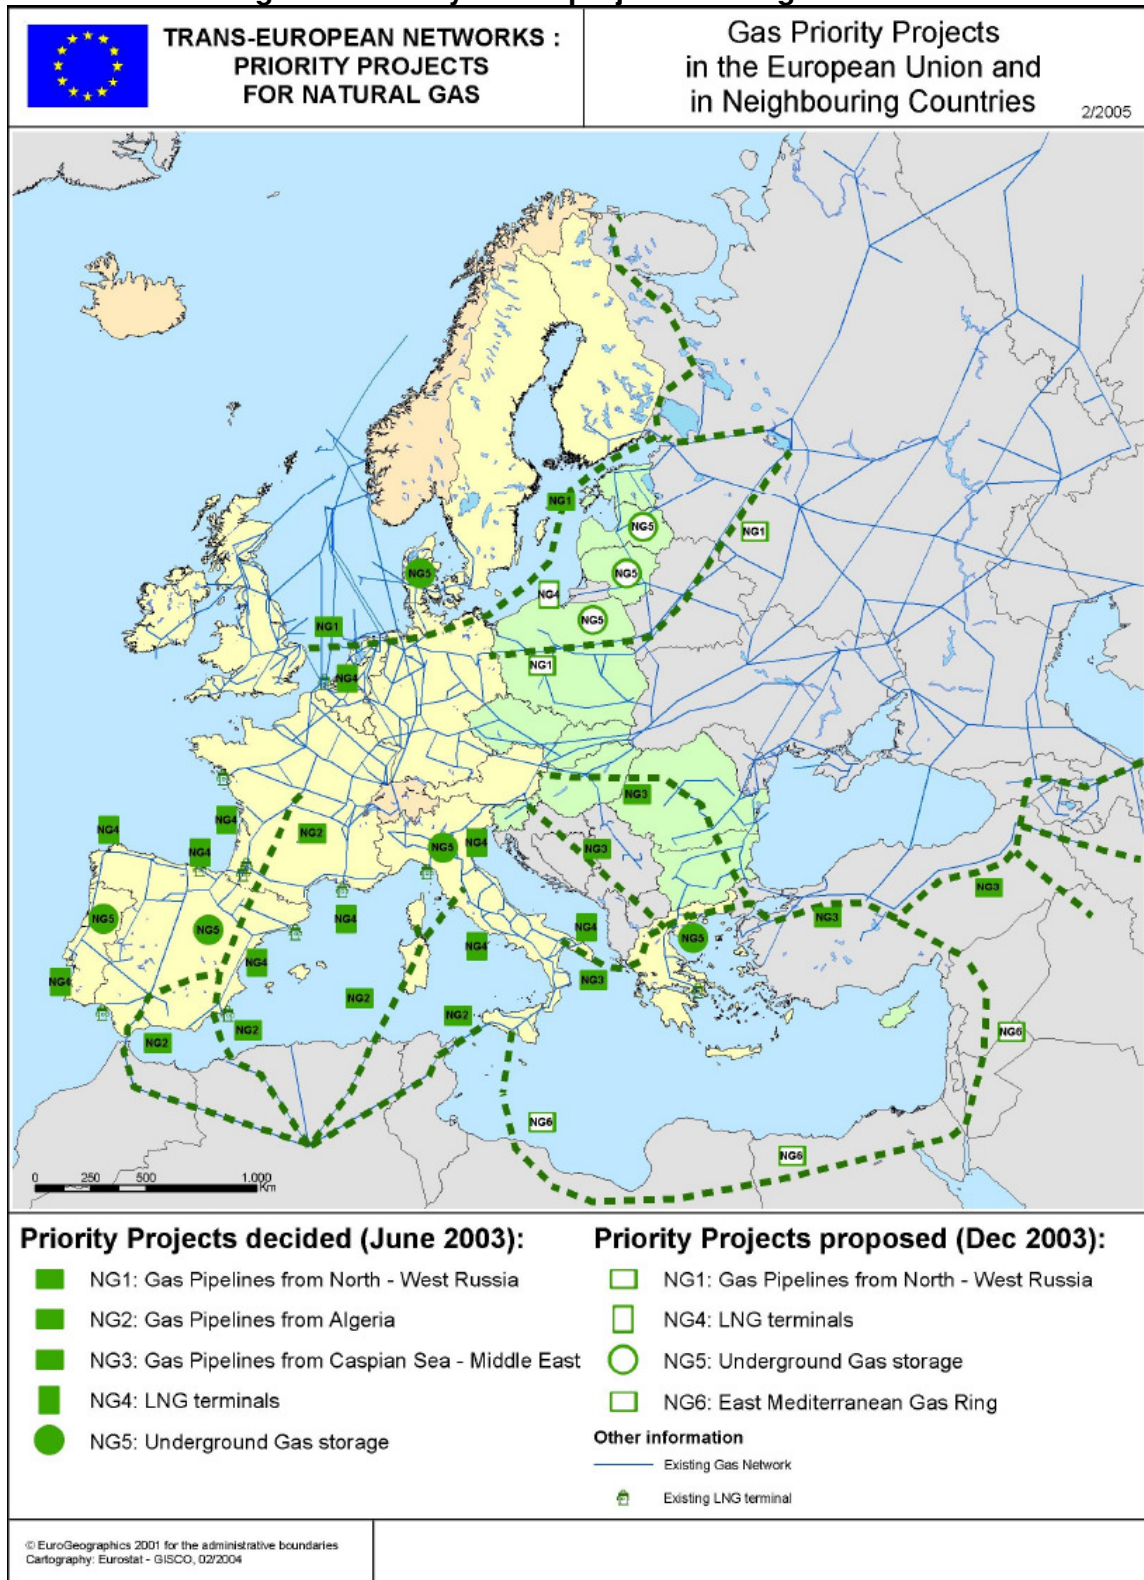 TRANS-EUROPEAN NETWORKS :
PRIORITY PROJECTS
FOR NATURAL GAS
Gas Priority Projects
in the European Union and
in Neighbouring Countries
2/2005
NG1
NG5
NG1
NG5
NG5
NG4
NG5
NG1
NG1
NG4
NG3
NG4
NG4
NG2
NG4
NG5
NG4
NG3
NG3
NG5
NG5
NG4
NG4
NG4
NG5
NG3
NG4
NG4
NG3
NG2
NG2
NG2
NG2
NG6
NG6
NG6
0 250 500 1.000
Km
Priority Projects decided (June 2003):
NG1: Gas Pipelines from North - West Russia
NG2: Gas Pipelines from Algeria
NG3: Gas Pipelines from Caspian Sea - Middle East
NG4: LNG terminals
NG5: Underground Gas storage
Priority Projects proposed (Dec 2003):
NG1: Gas Pipelines from North - West Russia
NG4: LNG terminals
NG5: Underground Gas storage
NG6: East Mediterranean Gas Ring
Other information
Existing Gas Network
Existing LNG terminal
© EuroGeographics 2001 for the administrative boundaries
Cartography: Eurostat - GISCO, 02/2004